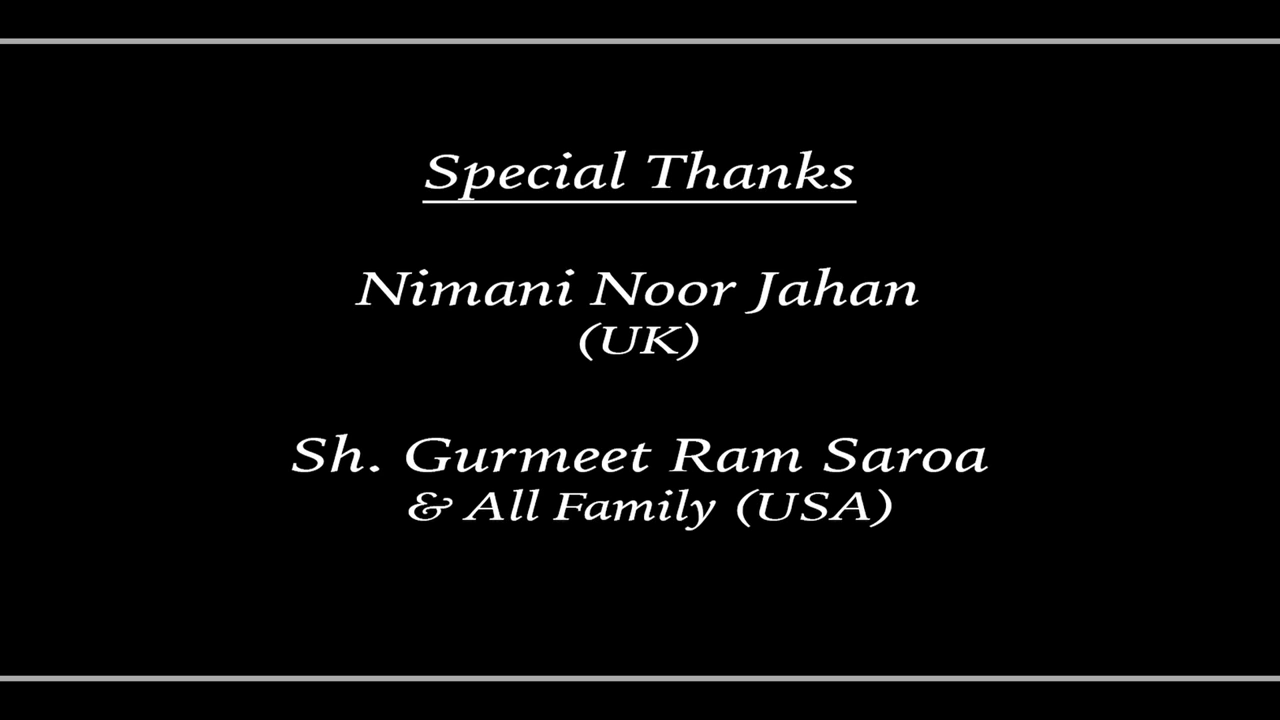 Special Thanks
Nimani Noor Jahan
(UK)
Sh. Gurmeet Ram Saroa
& All Family (USA)